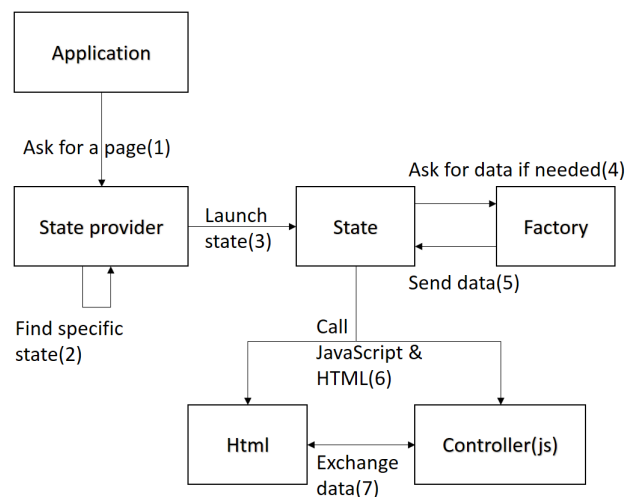 Application
Ask for a page(1)
State provider
Launch
state(3)
State
Ask for data if needed(4)
Factory
Send data(5)
Find specific
state(2)
Call
JavaScript &
HTML(6)
Html
Exchange
data(7)
Controller(js)